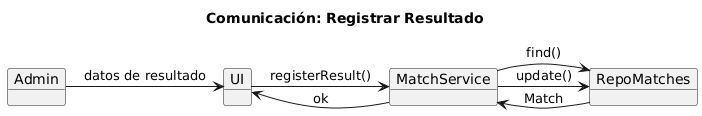 Comunicación: Registrar Resultado
find()
Admin
datos de resultado
UI
registerResult()
MatchService
update()
RepoMatches
ok
Match